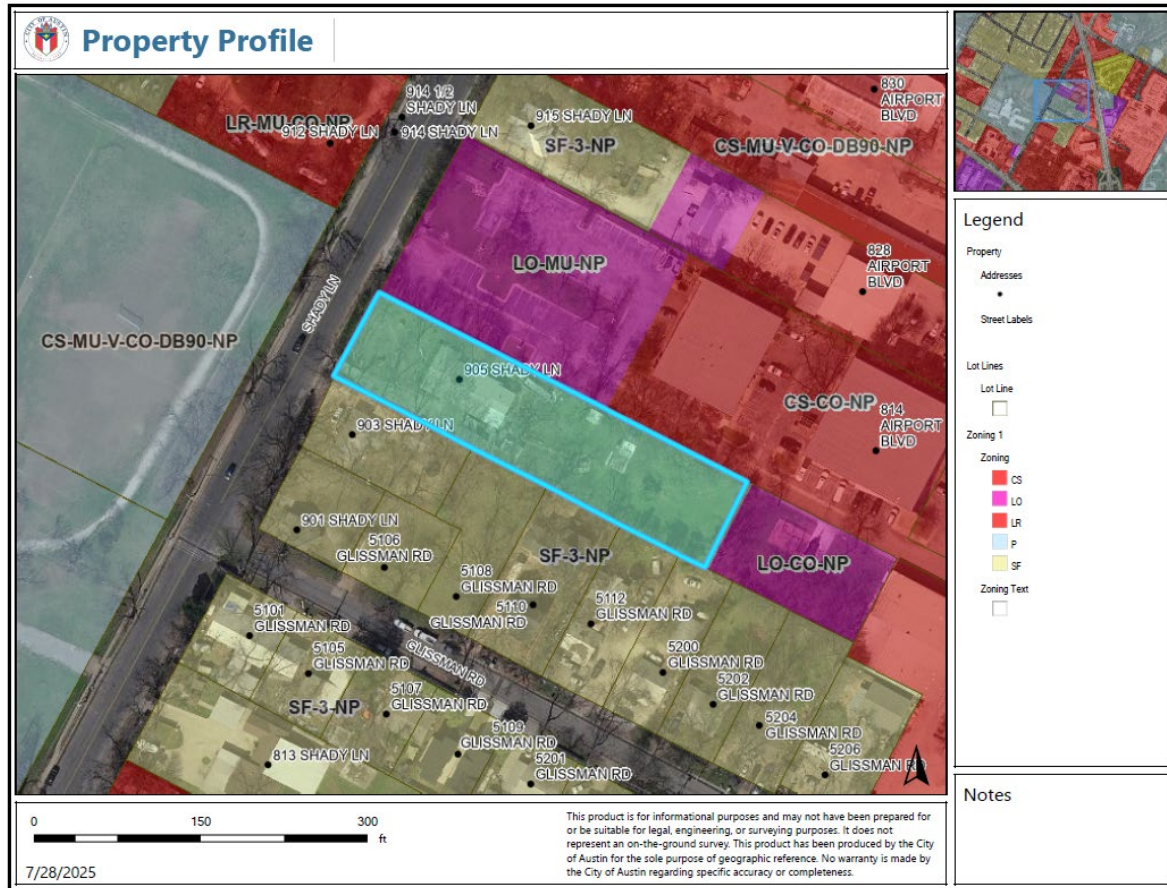 Property Profile
914 1/2
SHADY LN
LR-MU-CO-NP
912 SHADY LN
914 SHADY LN
915 SHADY LN
SF-3-NP
830
AIRPORT
BLVD
CS-MU-V-CO-DB90-NP
LO-MU-NP
828
AIRPORT
BLVD
SHADY LN
CS-MU-V-CO-DB90-NP
905 SHADY LN
CS-CO-NP
814
AIRPORT
BLVD
903 SHADY LN
901 SHADY LN
5106
GLISSMAN RD
SF-3-NP
LO-CO-NP
5108
GLISSMAN RD
5110
GLISSMAN RD
5112
GLISSMAN RD
5101
GLISSMAN RD
5105
GLISSMAN RD
GLISSMAN RD
5200
GLISSMAN RD
5202
GLISSMAN RD
5204
GLISSMAN RD
5206
GLISSMAN RD
SF-3-NP
5107
GLISSMAN RD
5109
GLISSMAN RD
5201
GLISSMAN RD
813 SHADY LN
Legend
Property
Addresses
Street Labels
Lot Lines
Lot Line
Zoning 1
Zoning
CS
LO
LR
P
SF
Zoning Text
Notes
0 150 300
ft
7/28/2025
This product is for informational purposes and may not have been prepared for
or be suitable for legal, engineering, or surveying purposes. It does not
represent an on-the-ground survey. This product has been produced by the City
of Austin for the sole purpose of geographic reference. No warranty is made by
the City of Austin regarding specific accuracy or completeness.